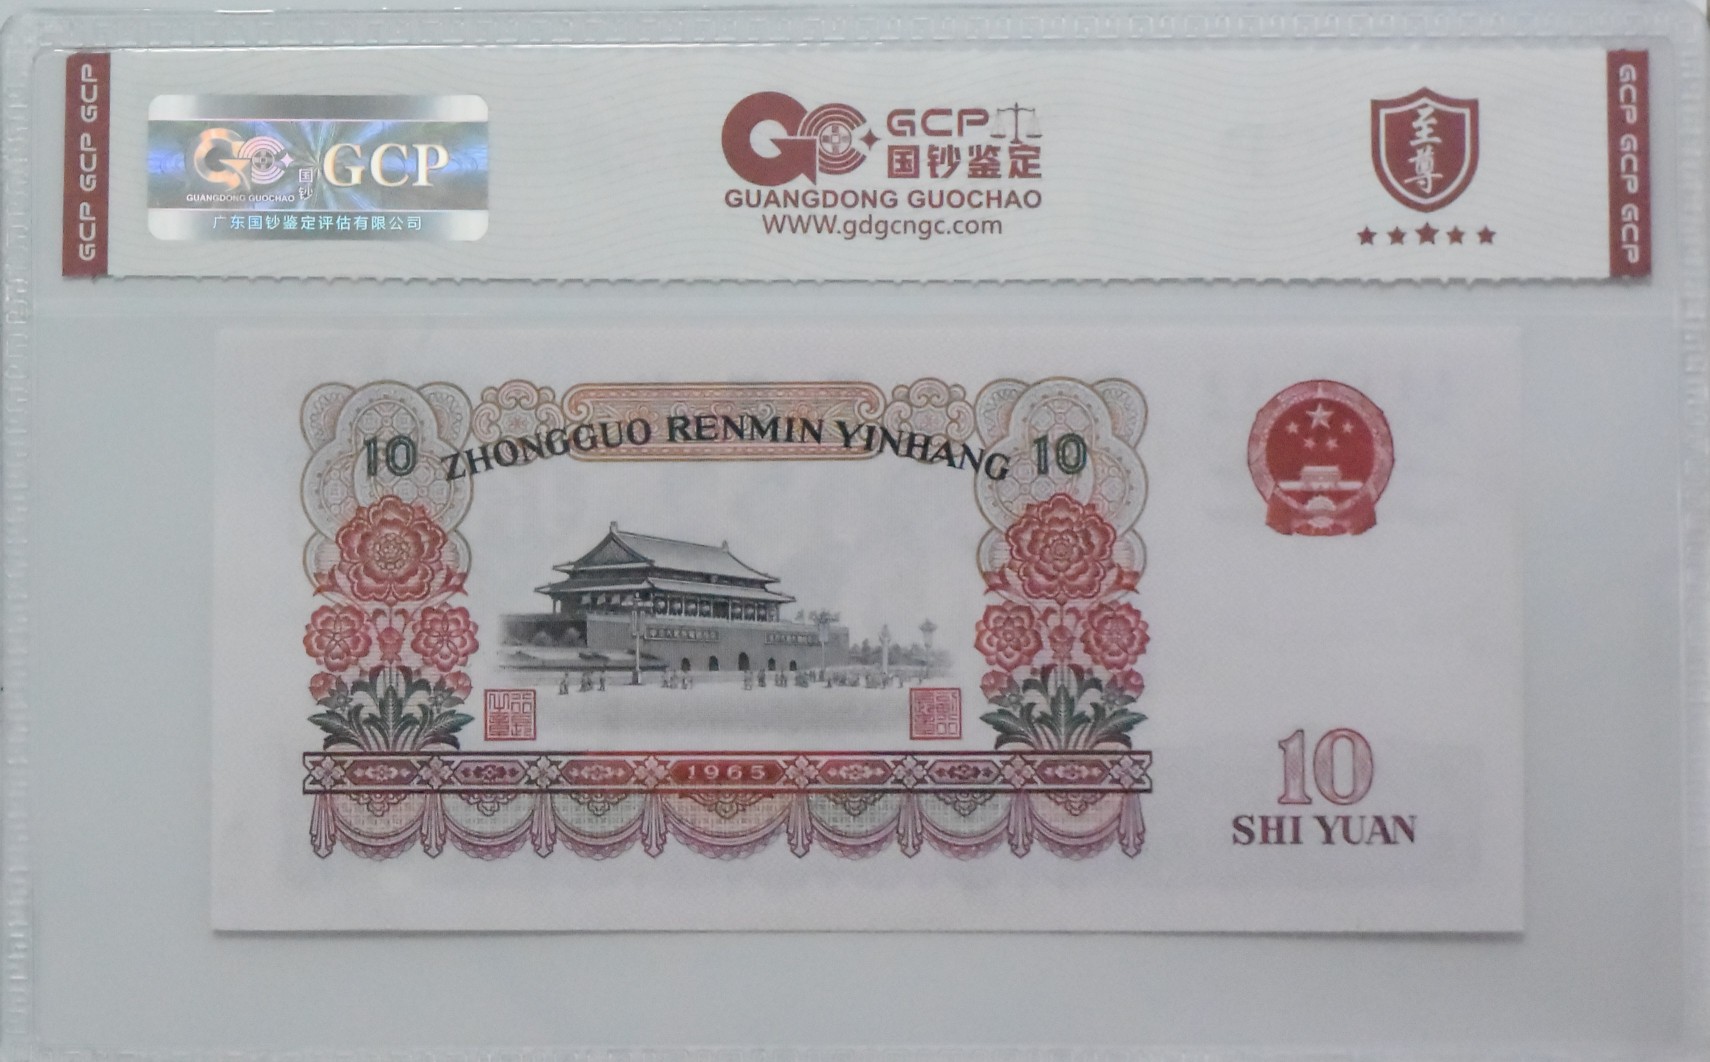 GCP GCP GCP
GCP
国钞
GUANGDONG GUOCHAO
广东国钞鉴定评估有限公司
GCP
国钞鉴定
GUANGDONG GUOCHAO
WWW.gdgcngc.com
至尊
GCP GCP GCP
10 ZHONGGUO RENMIN YINHANG 10
1965
10
SHI YUAN